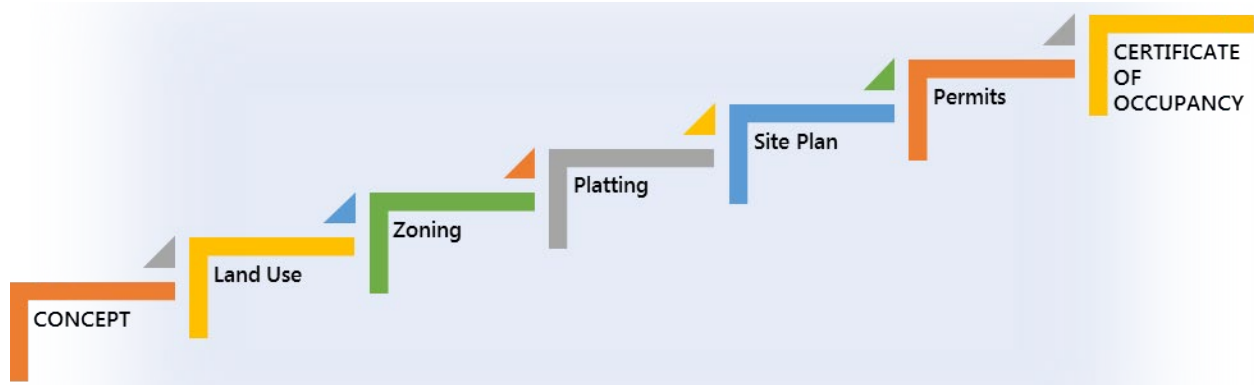 CONCEPT
Land Use
Zoning
Platting
Site Plan
Permits
CERTIFICATE
OF
OCCUPANCY